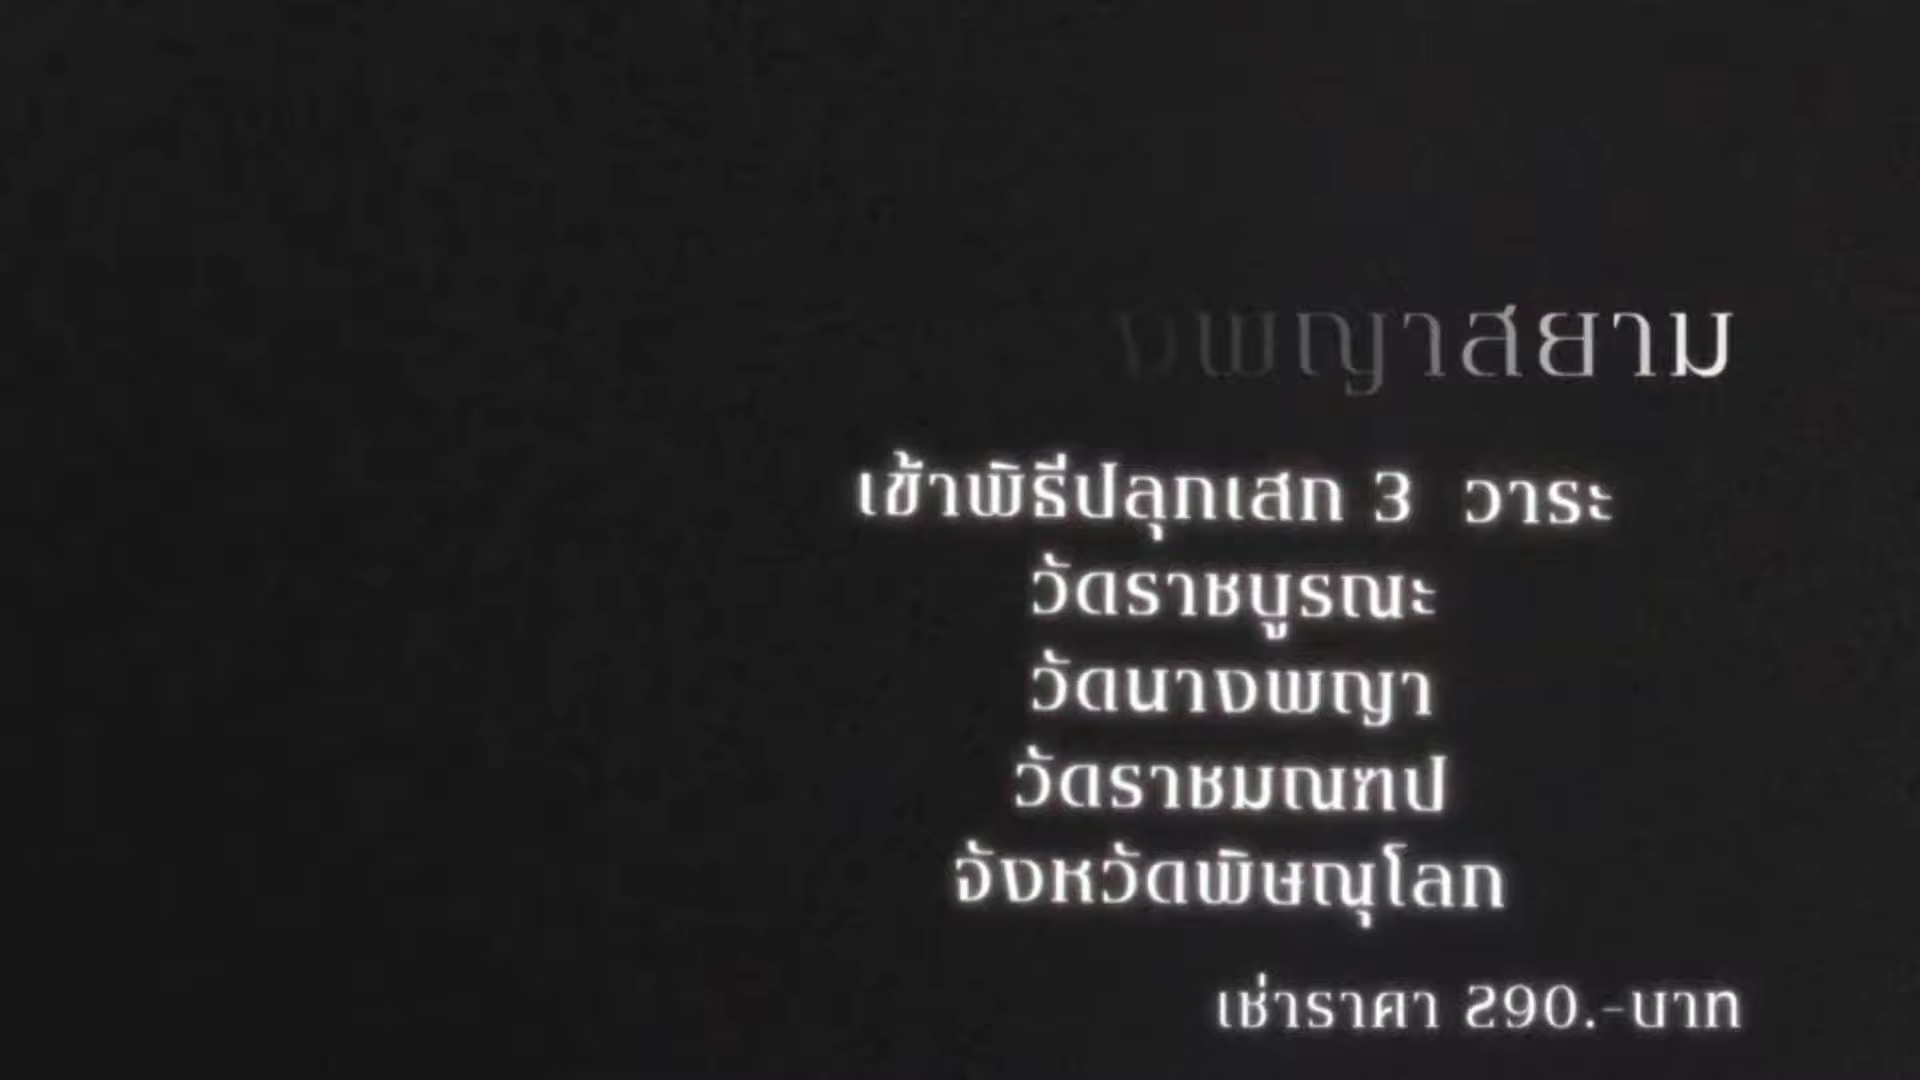 งพญาสยาม
เข้าพิธีปลุกเสก 3 วาระ
วัดราชบูรณะ
วัดนางพญา
วัดราชมณฑป
จังหวัดพิษณุโลก
เช่าราคา 290.-บาท